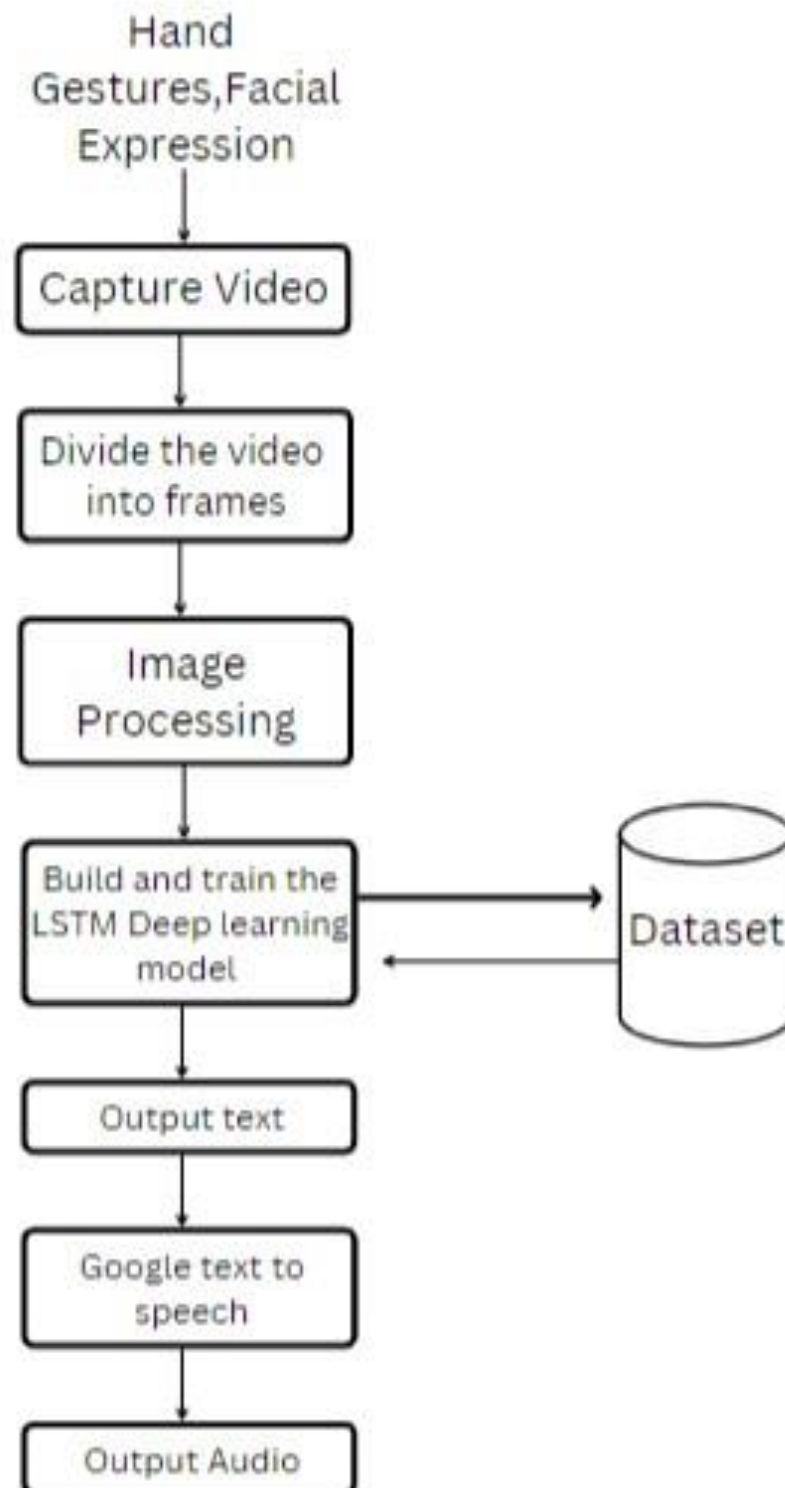 Hand
Gestures,Facial
Expression
Capture Video
Divide the video
into frames
Image
Processing
Build and train the
LSTM Deep learning
model
Dataset
Output text
Google text to
speech
Output Audio